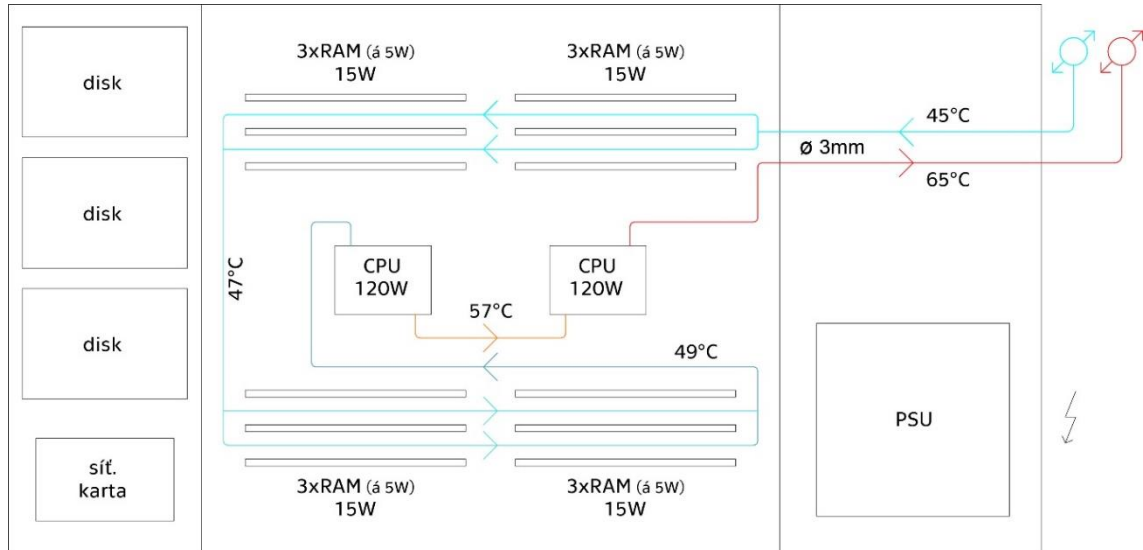 disk
disk
disk
síť.
karta
3xRAM (á 5W)
15W
3xRAM (á 5W)
15W
45°C
ø 3mm
65°C
47°C
CPU
120W
CPU
120W
57°C
49°C
3xRAM (á 5W)
15W
3xRAM (á 5W)
15W
PSU